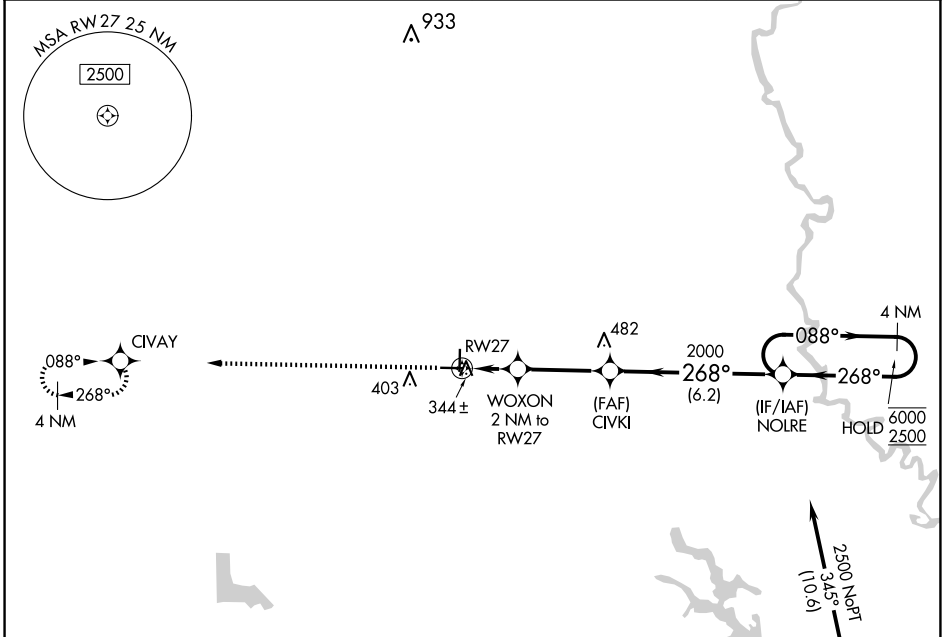 MSA RW27 25 NM
2500
933
CIVAY
088°
268°
4 NM
403
344 ±
RW27
WOXON
2 NM to
RW27
482
(FAF)
CIVKI
2000
268°
(6.2)
(IF/IAF)
NOLRE
088°
268°
4 NM
HOLD
6000
2500
2500 NoPT
345°
(10.6)